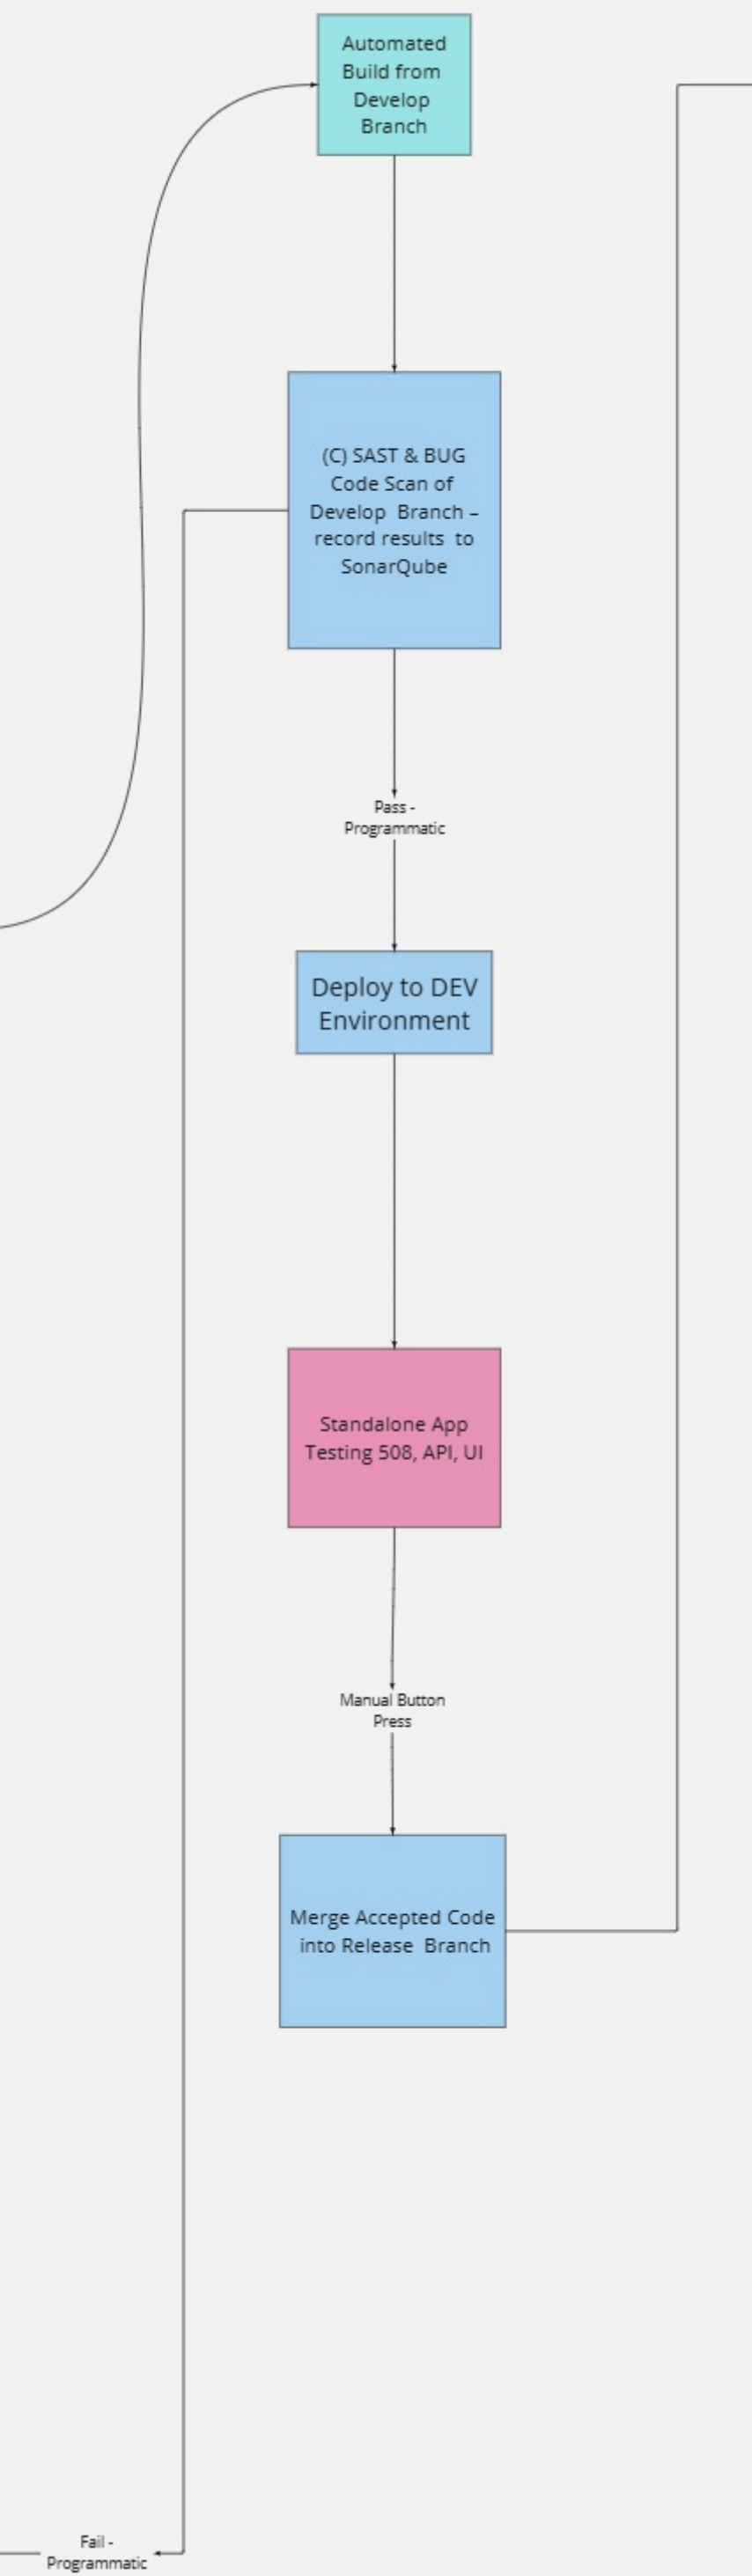 Automated
Build from
Develop
Branch
(C) SAST & BUG
Code Scan of
Develop Branch –
record results to
SonarQube
Pass -
Programmatic
Deploy to DEV
Environment
Standalone App
Testing 508, API, UI
Manual Button
Press
Merge Accepted Code
into Release Branch
Fail -
Programmatic